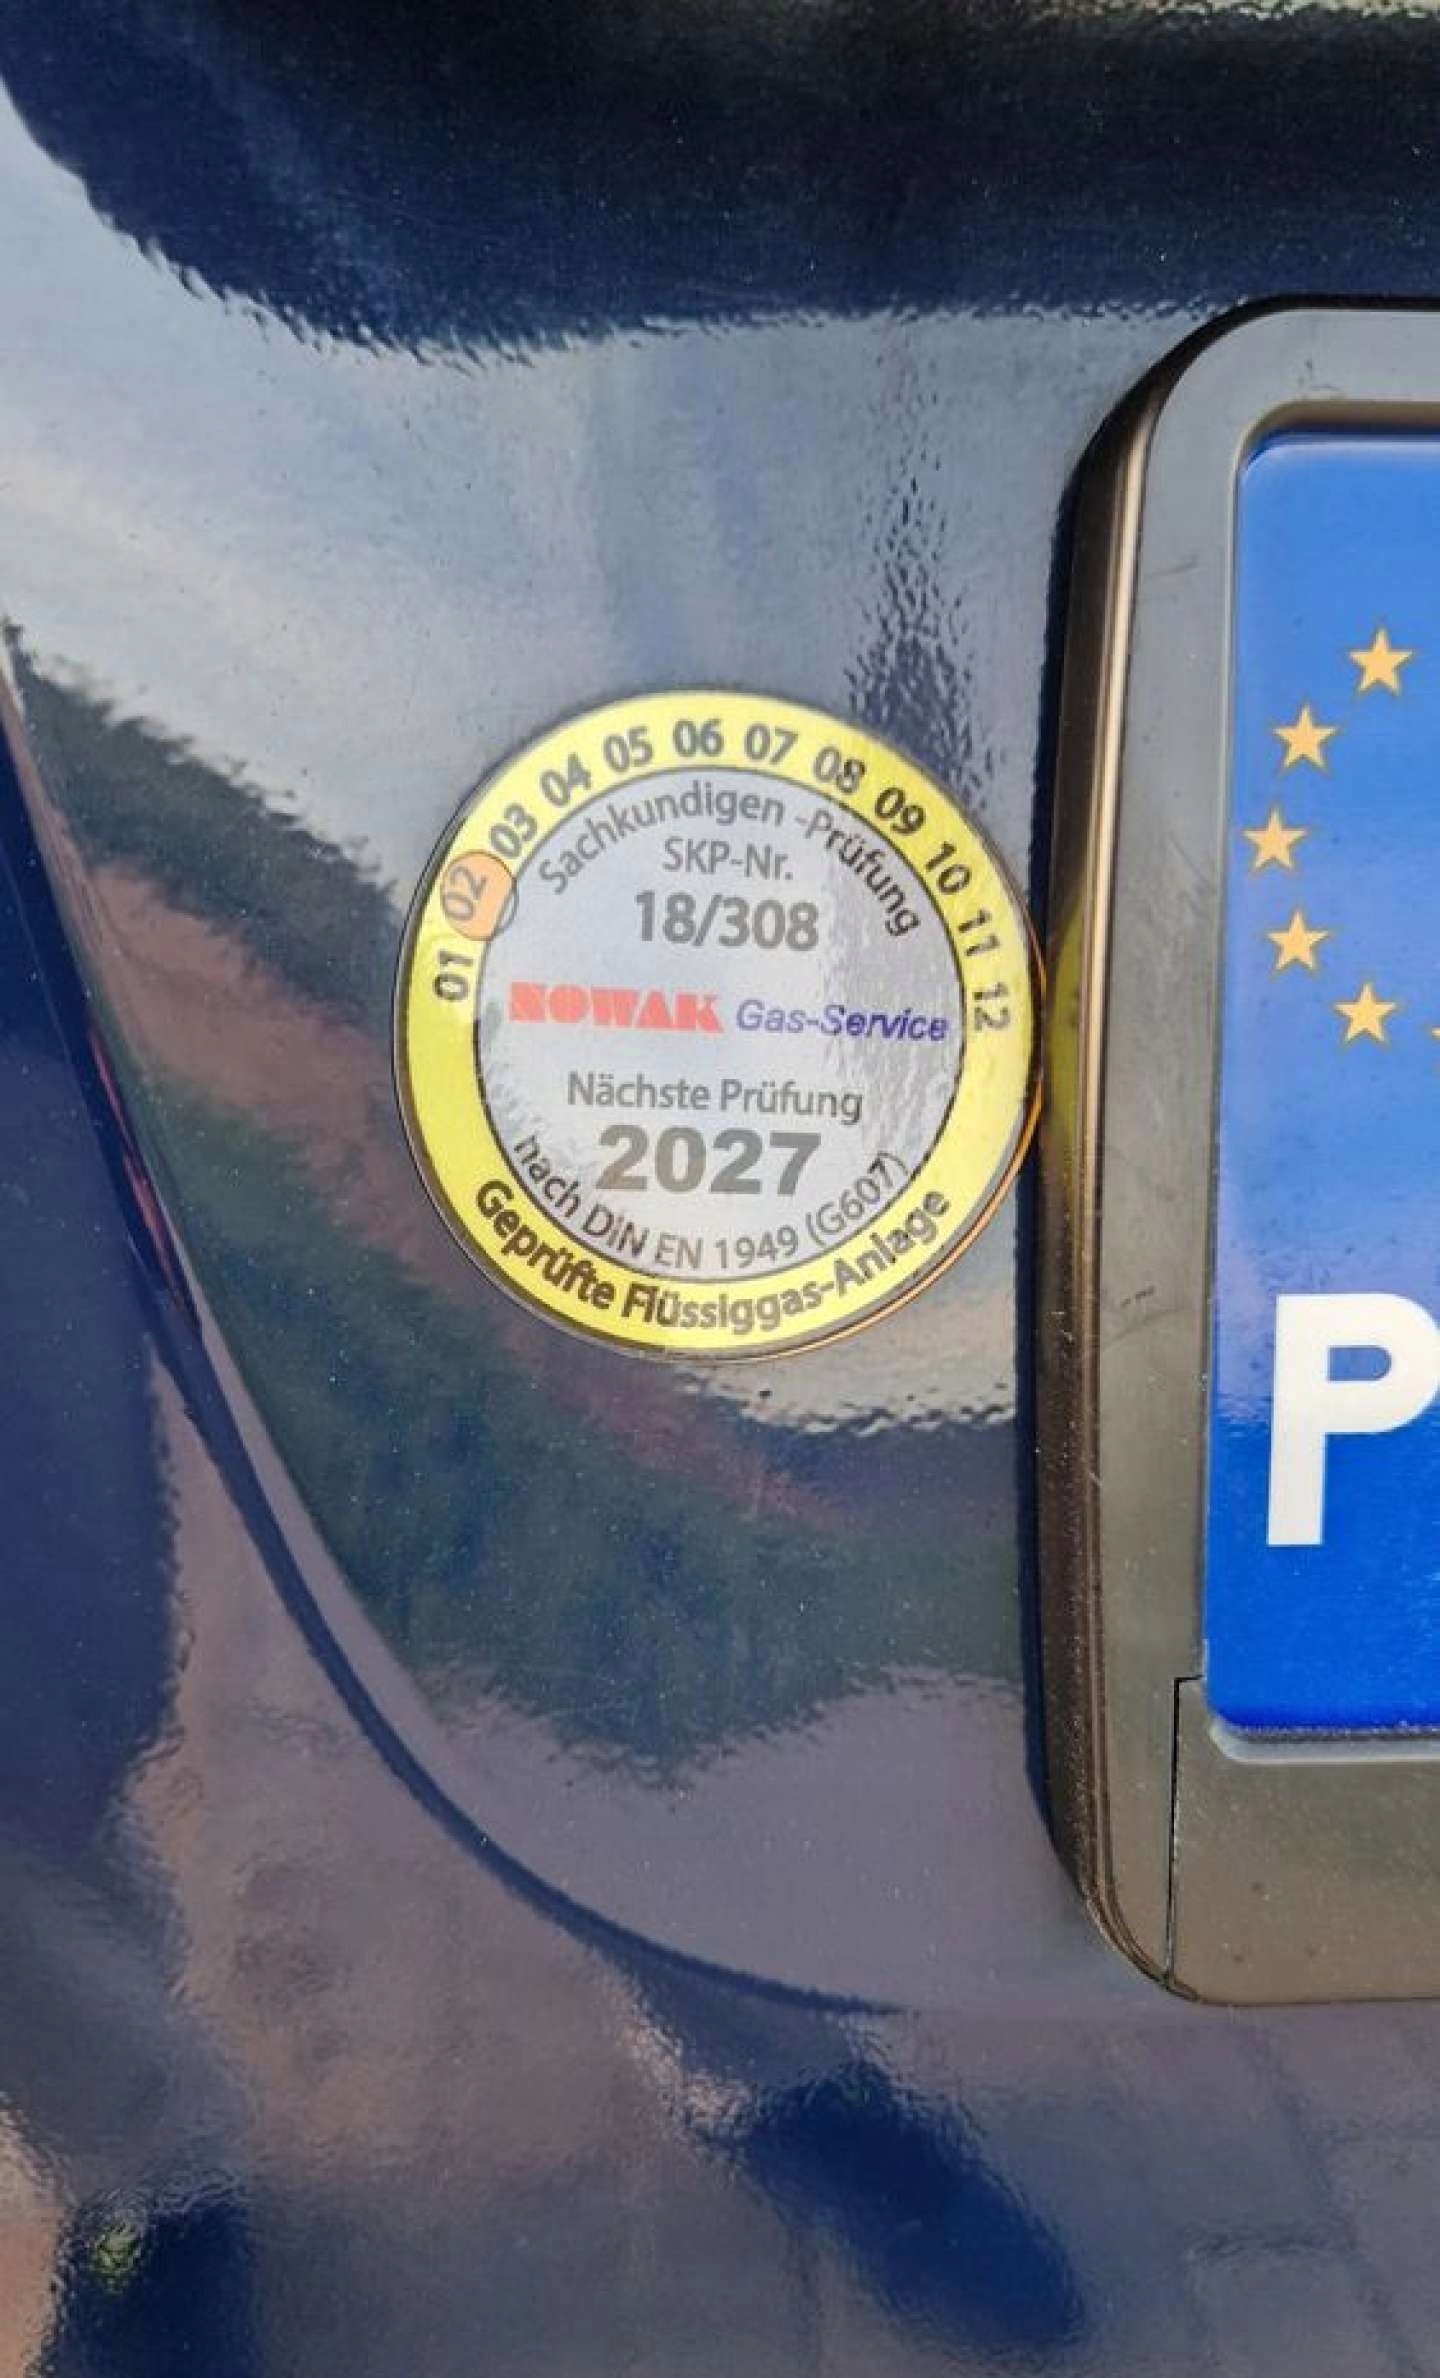 01 02 03 04 05 06 07 08 09 10 11 12
Sachkundigen -Prüfung
SKP-Nr.
18/308
NOWAK Gas-Service
Nächste Prüfung
2027
nach DIN EN 1949 (G607)
Geprüfte Flüssiggas-Anlage
P